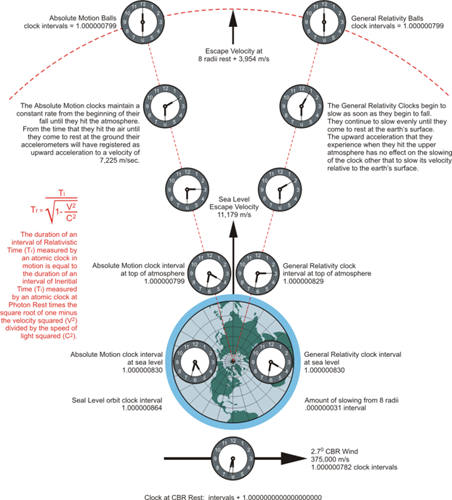 Absolute Motion Balls
clock intervals = 1.000000799
General Relativity Balls
clock intervals = 1.000000799
Escape Velocity at
8 radii rest + 3,954 m/s
The Absolute Motion clocks maintain a
constant rate from the beginning of their
fall until they hit the atmosphere.
From the time that they hit the air until
they come to rest at the ground their
accelerometers will have registered as
upward acceleration to a velocity of
7,225 m/sec.
The General Relativity Clocks begin to
slow as soon as they begin to fall.
They continue to slow evenly until they
come to rest at the earth's surface.
The upward acceleration that they
experience when they hit the upper
atmosphere has no effect on the slowing
of the clock other that to slow its velocity
relative to the earth's surface.
Ti
Tr = √1- V²
C²
The duration of an
interval of Relativistic
Time (Tr) measured by
an atomic clock in
motion is equal to
the duration of an
interval of Ineritial
Time (Ti) measured
by an atomic clock at
Photon Rest times the
square root of one minus
the velocity squared (V²)
divided by the speed of
light squared (C²).
Sea Level
Escape Velocity
11,179 m/s
Absolute Motion clock interval
at top of atmosphere
1.000000799
General Relativity clock
interval at top of atmosphere
1.000000829
Absolute Motion clock interval
at sea level
1.000000830
General Relativity clock interval
at sea level
1.000000830
Seal Level orbit clock interval
1.000000864
Amount of slowing from 8 radii
.000000031 interval
2.7⁰ CBR Wind
375,000 m/s
1.000000782 clock intervals
Clock at CBR Rest: intervals + 1.0000000000000000000